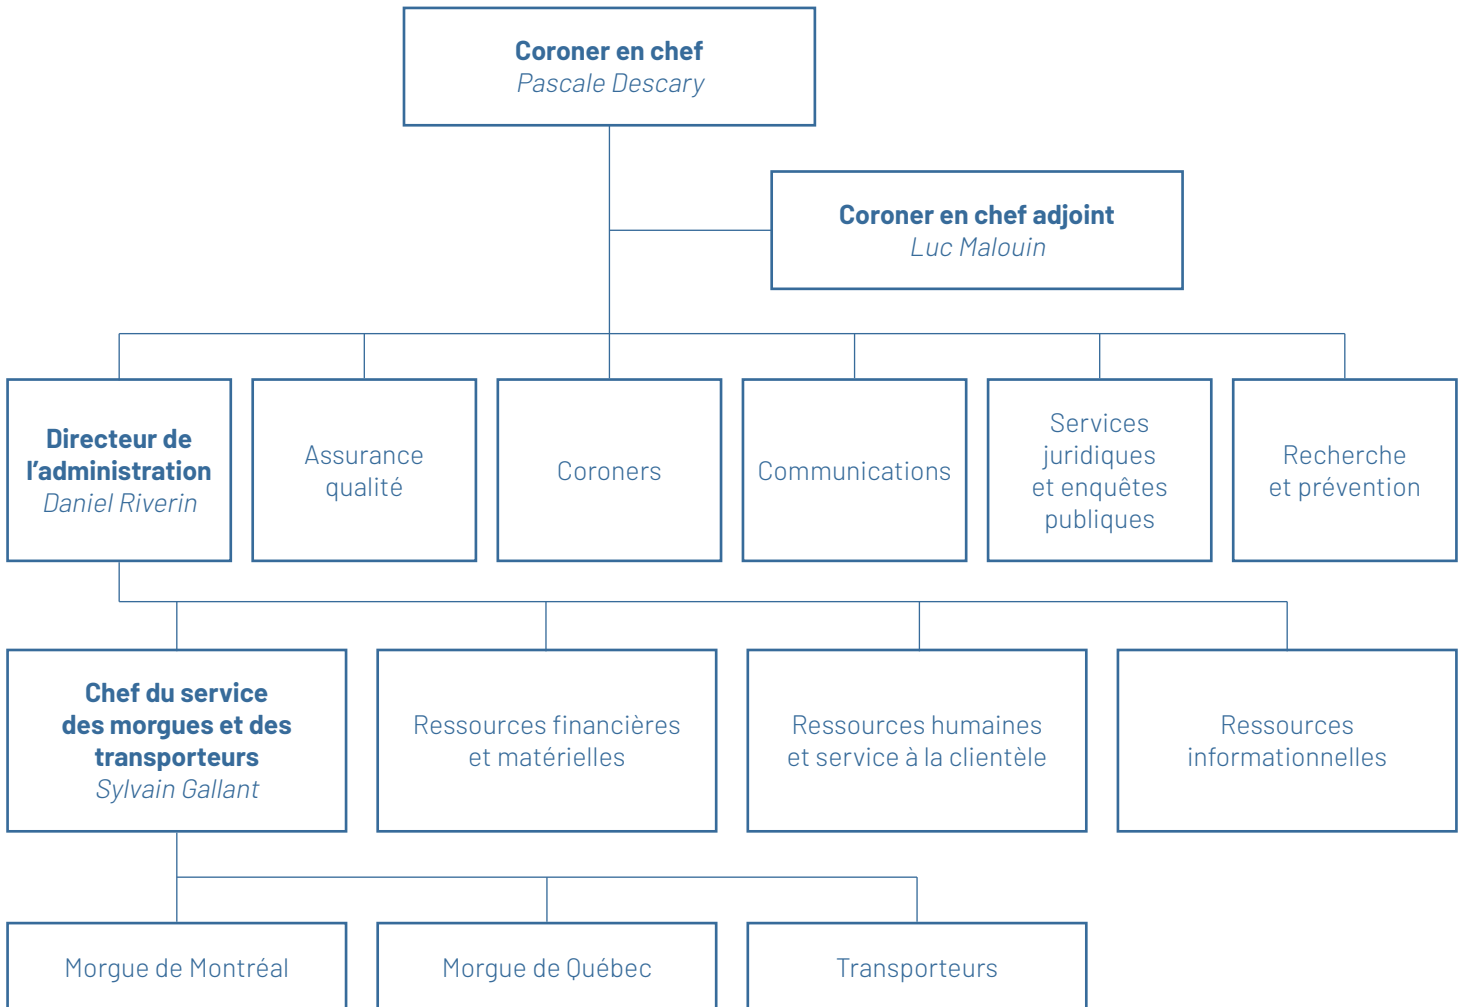 Coroner en chef
Pascale Descary
Coroner en chef adjoint
Luc Malouin
Directeur de
l'administration
Daniel Riverin
Assurance
qualité
Coroners
Communications
Services
juridiques
et enquêtes
publiques
Recherche
et prévention
Chef du service
des morgues et des
transporteurs
Sylvain Gallant
Ressources financières
et matérielles
Ressources humaines
et service à la clientèle
Ressources
informationnelles
Morgue de Montréal
Morgue de Québec
Transporteurs